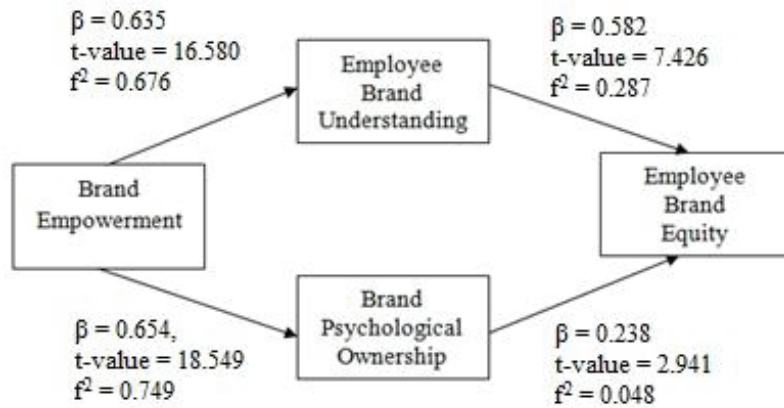 β = 0.635
t-value = 16.580
f² = 0.676
Employee
Brand
Understanding
β = 0.582
t-value = 7.426
f² = 0.287
Brand
Empowerment
Employee
Brand
Equity
β = 0.654,
t-value = 18.549
f² = 0.749
Brand
Psychological
Ownership
β = 0.238
t-value = 2.941
f² = 0.048